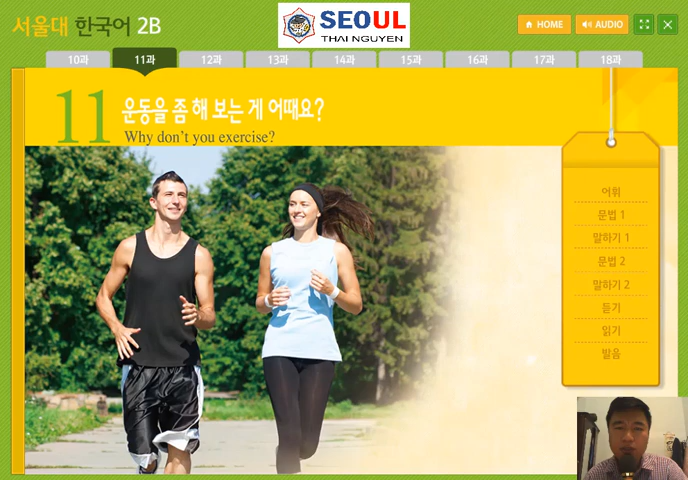 서울대 한국어 2B
SEOUL
THAI NGUYEN
HOME
AUDIO
10과
11과
12과
13과
14과
15과
16과
17과
18과
11 운동을 좀 해 보는 게 어때요?
Why don't you exercise?
어휘
문법 1
말하기 1
문법 2
말하기 2
듣기
읽기
발음